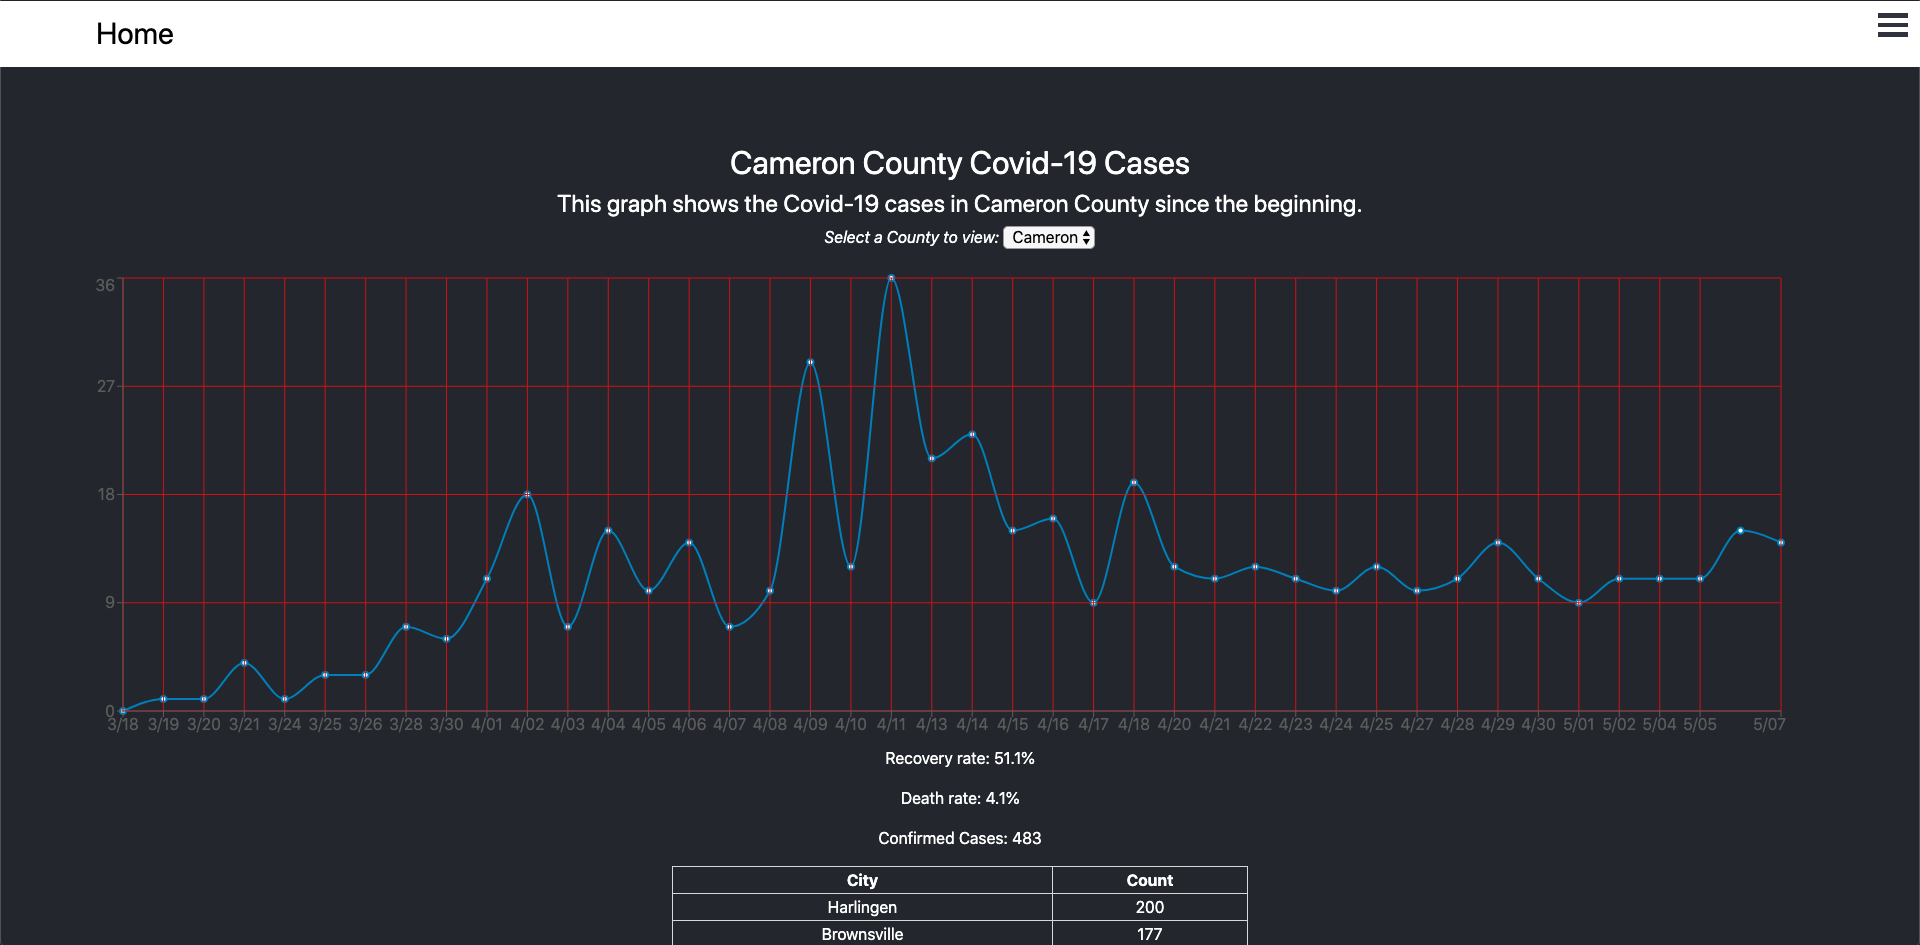 Home
Cameron County Covid-19 Cases
This graph shows the Covid-19 cases in Cameron County since the beginning.
Select a County to view: Cameron
36
27
18
9
0
3/18 3/19 3/20 3/21 3/24 3/25 3/26 3/28 3/30 4/01 4/02 4/03 4/04 4/05 4/06 4/07 4/08 4/09 4/10 4/11 4/13 4/14 4/15 4/16 4/17 4/18 4/20 4/21 4/22 4/23 4/24 4/25 4/27 4/28 4/29 4/30 5/01 5/02 5/04 5/05 5/07
Recovery rate: 51.1%
Death rate: 4.1%
Confirmed Cases: 483
City Count
Harlingen 200
Brownsville 177